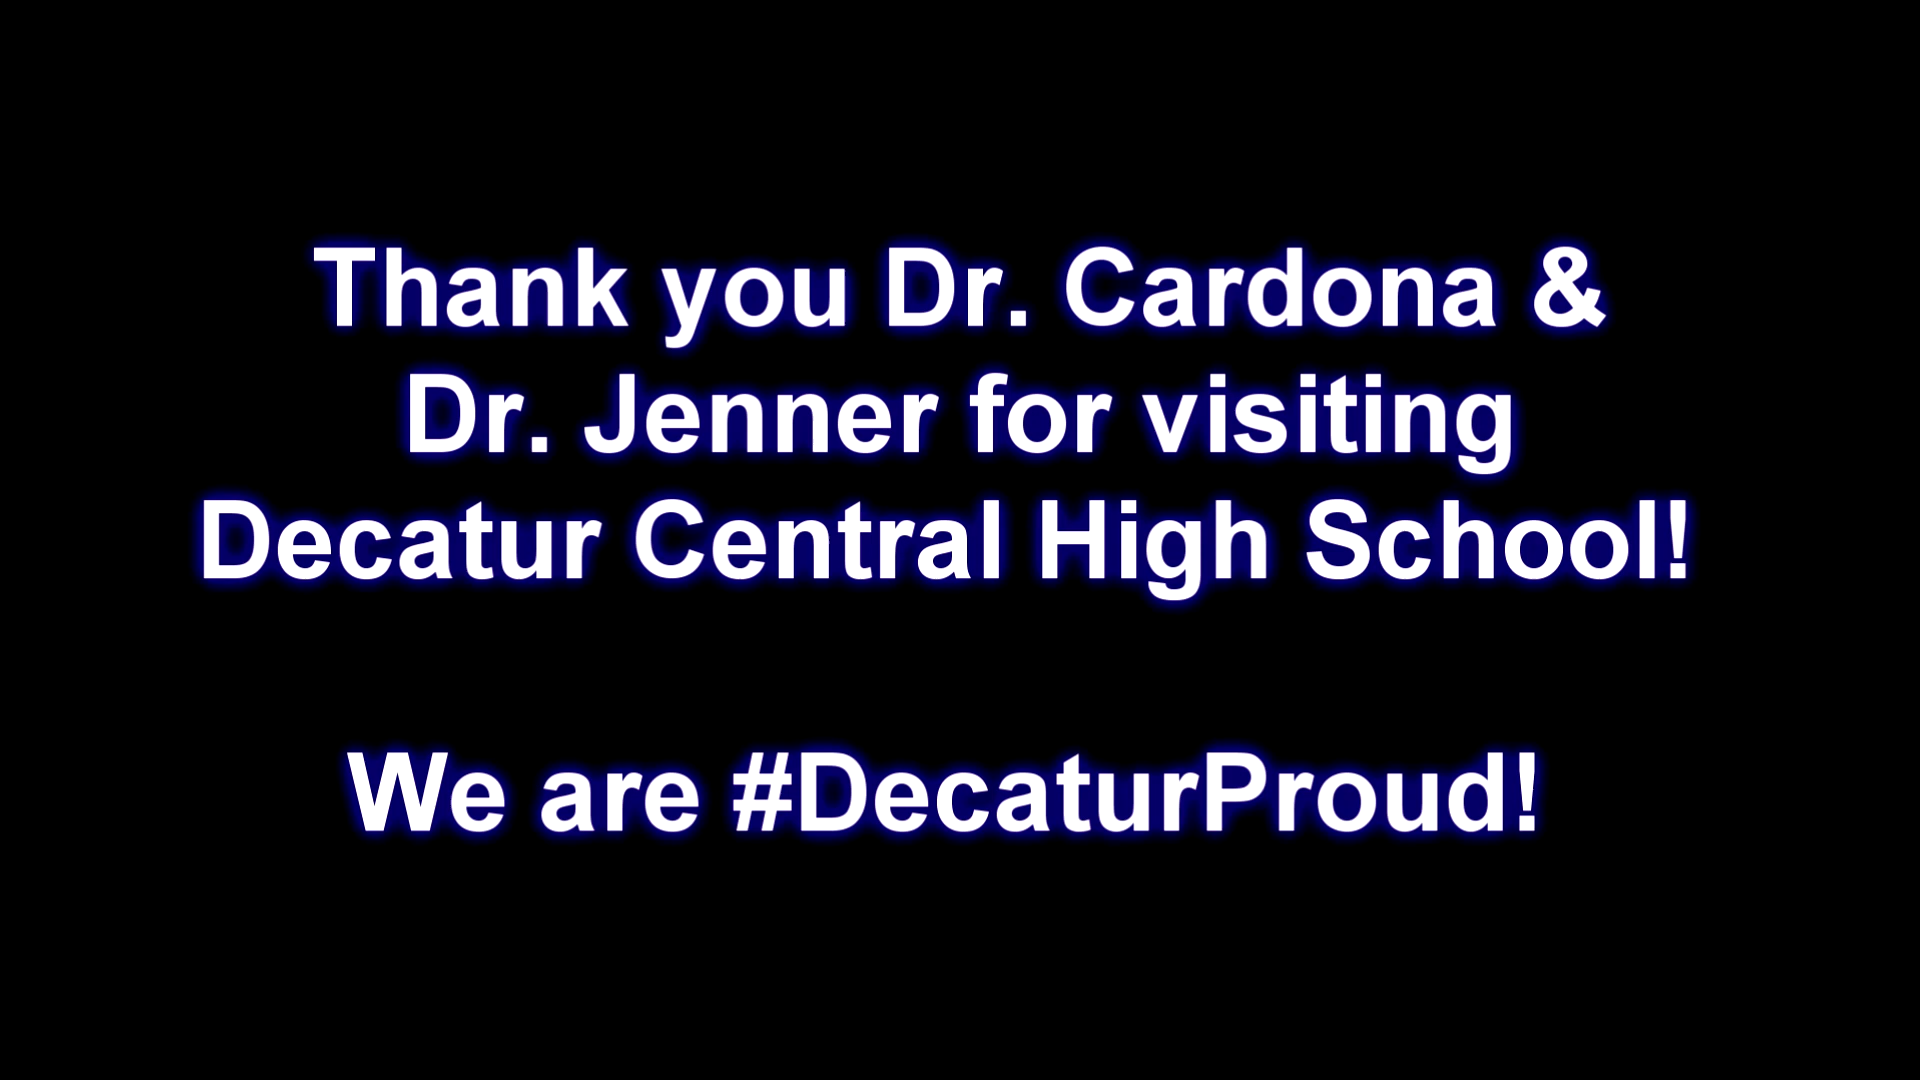 Thank you Dr. Cardona &
Dr. Jenner for visiting
Decatur Central High School!
We are #DecaturProud!